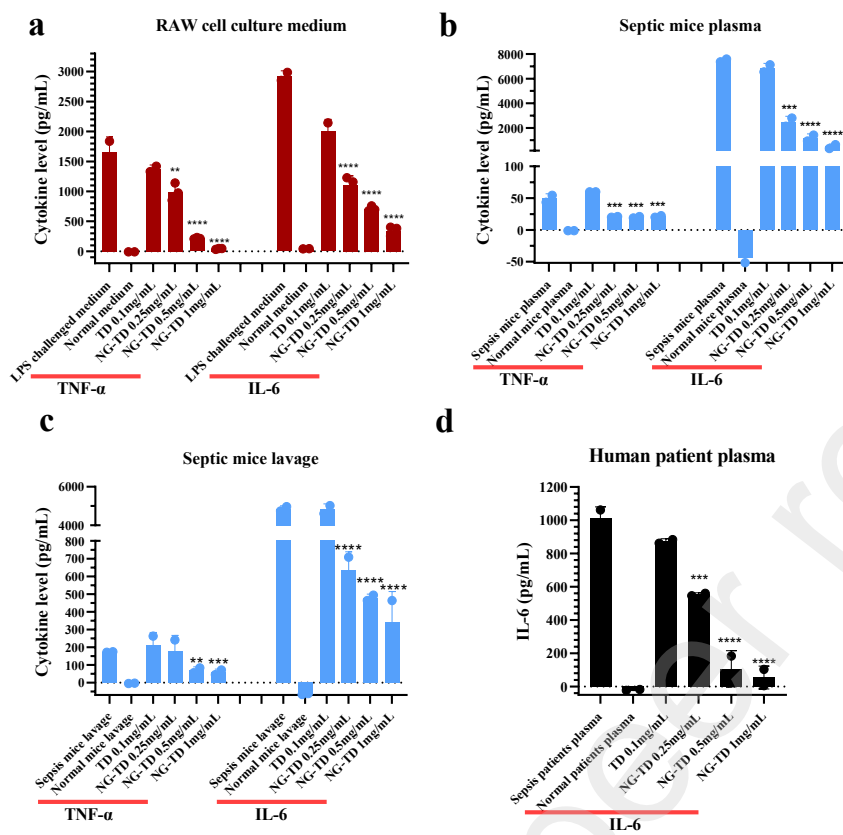 a
RAW cell culture medium
Cytokine level (pg/mL)
3000
2500
2000
1500
1000
500
0
**
****
****
****
****
****
LPS challenged medium
Normal medium
TD 0.1mg/mL
NG-TD 0.25mg/mL
NG-TD 0.5mg/mL
NG-TD 1mg/mL
LPS challenged medium
Normal medium
TD 0.1mg/mL
NG-TD 0.25mg/mL
NG-TD 0.5mg/mL
NG-TD 1mg/mL
TNF-α
IL-6
b
Septic mice plasma
Cytokine level (pg/mL)
8000
6000
4000
2000
100
50
0
-50
***
***
***
***
****
****
Sepsis mice plasma
Normal mice plasma
TD 0.1mg/mL
NG-TD 0.25mg/mL
NG-TD 0.5mg/mL
NG-TD 1mg/mL
Sepsis mice plasma
Normal mice plasma
TD 0.1mg/mL
NG-TD 0.25mg/mL
NG-TD 0.5mg/mL
NG-TD 1mg/mL
TNF-α
IL-6
c
Septic mice lavage
Cytokine level (pg/mL)
6000
4000
800
700
600
500
400
300
200
100
0
**
***
****
****
****
Sepsis mice lavage
Normal mice lavage
TD 0.1mg/mL
NG-TD 0.25mg/mL
NG-TD 0.5mg/mL
NG-TD 1mg/mL
Sepsis mice lavage
Normal mice lavage
TD 0.1mg/mL
NG-TD 0.25mg/mL
NG-TD 0.5mg/mL
NG-TD 1mg/mL
TNF-α
IL-6
d
Human patient plasma
IL-6 (pg/mL)
1200
1000
800
600
400
200
0
***
****
****
Sepsis patients plasma
Normal patients plasma
TD 0.1mg/mL
NG-TD 0.25mg/mL
NG-TD 0.5mg/mL
NG-TD 1mg/mL
IL-6
peer re